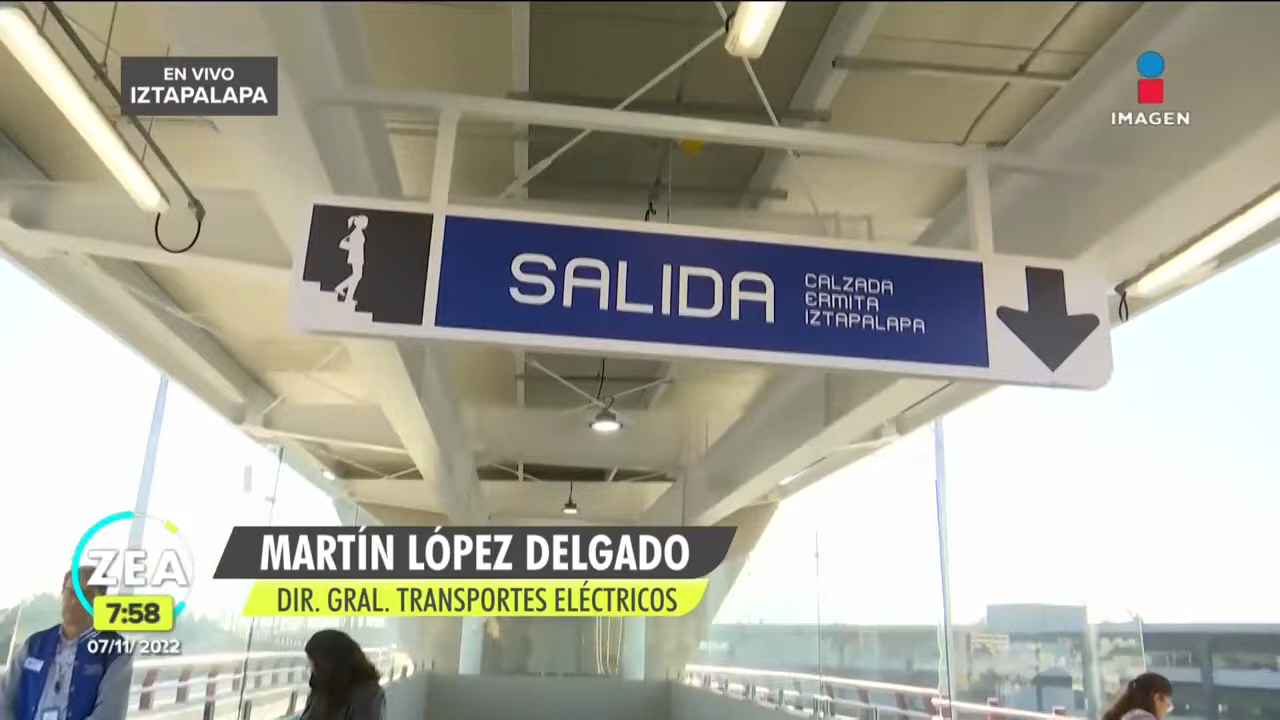 EN VIVO
IZTAPALAPA
IMAGEN
SALIDA
CALZADA
ERMITA
IZTAPALAPA
MARTÍN LÓPEZ DELGADO
DIR. GRAL. TRANSPORTES ELÉCTRICOS
ZEA
7:58
07/11/2022